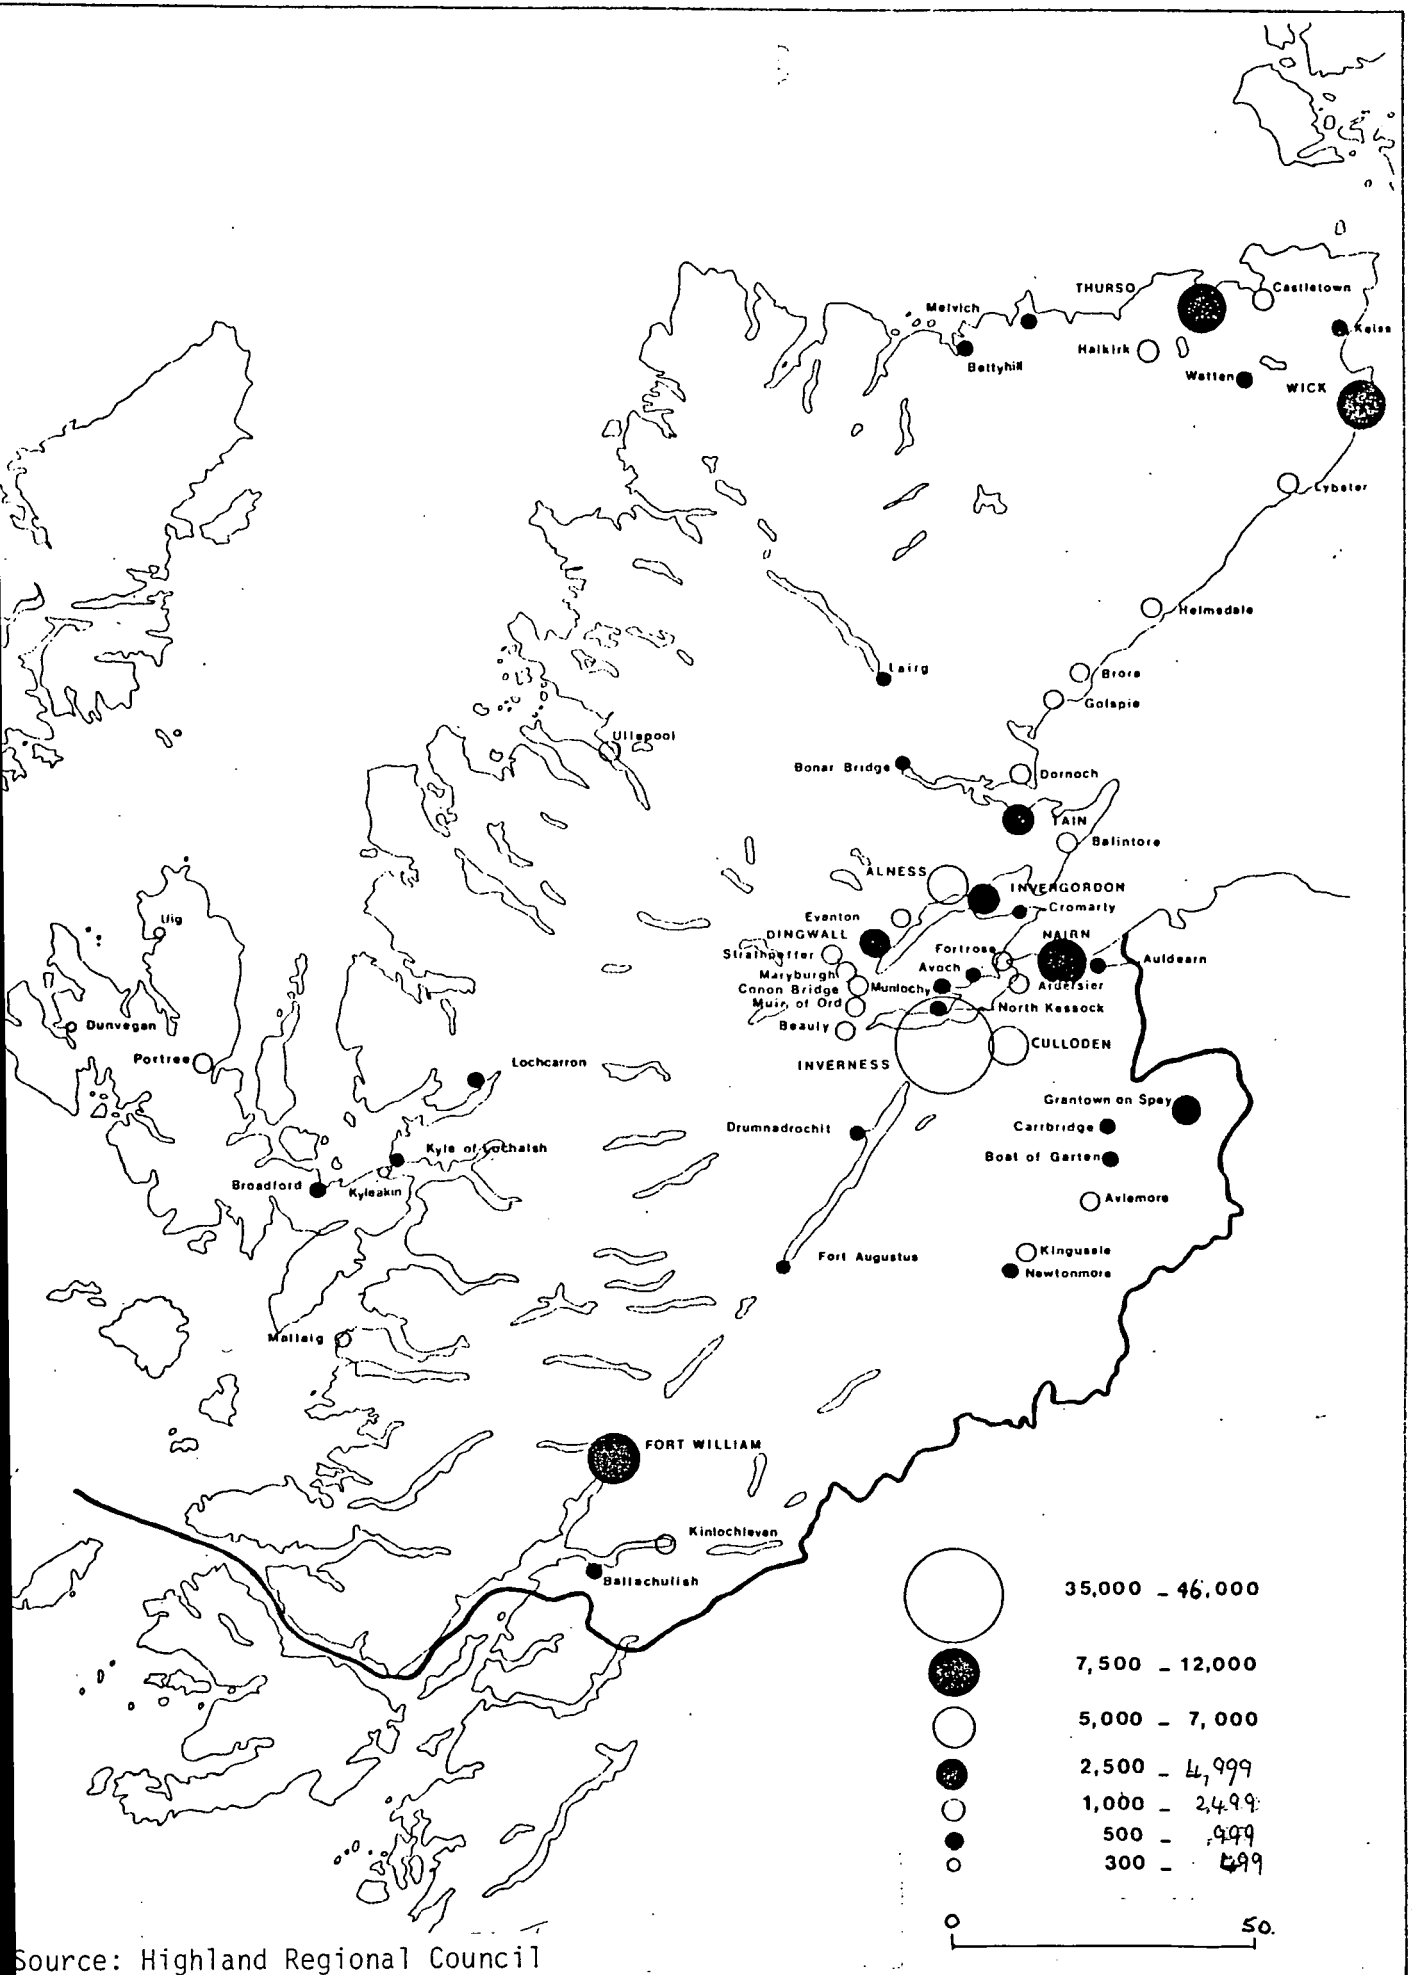 THURSO
Castletown
Melvich
Keiss
Halkirk
Bettyhill
Watten
WICK
Lybster
Helmsdale
Lairg
Brora
Golspie
Ullapool
Bonar Bridge
Dornoch
TAIN
Balintore
ALNESS
INVERGORDON
Cromarty
Uig
Evanton
DINGWALL
NAIRN
Strathpeffer
Fortrose
Auldearn
Avoch
Maryburgh
Conon Bridge
Munlochy
Ardersier
Muir of Ord
North Kessock
Dunvegan
Beauly
CULLODEN
Portree
INVERNESS
Lochcarron
Grantown on Spey
Drumnadrochit
Carrbridge
Kyle of Lochalsh
Boat of Garten
Broadford
Kyleakin
Aviemore
Fort Augustus
Kingussie
Newtonmore
Mallaig
FORT WILLIAM
Kinlochleven
Ballachulish
35,000 - 46,000
7,500 - 12,000
5,000 - 7,000
2,500 - 4,999
1,000 - 2,499
500 - 999
300 - 499
0 50.
Source: Highland Regional Council